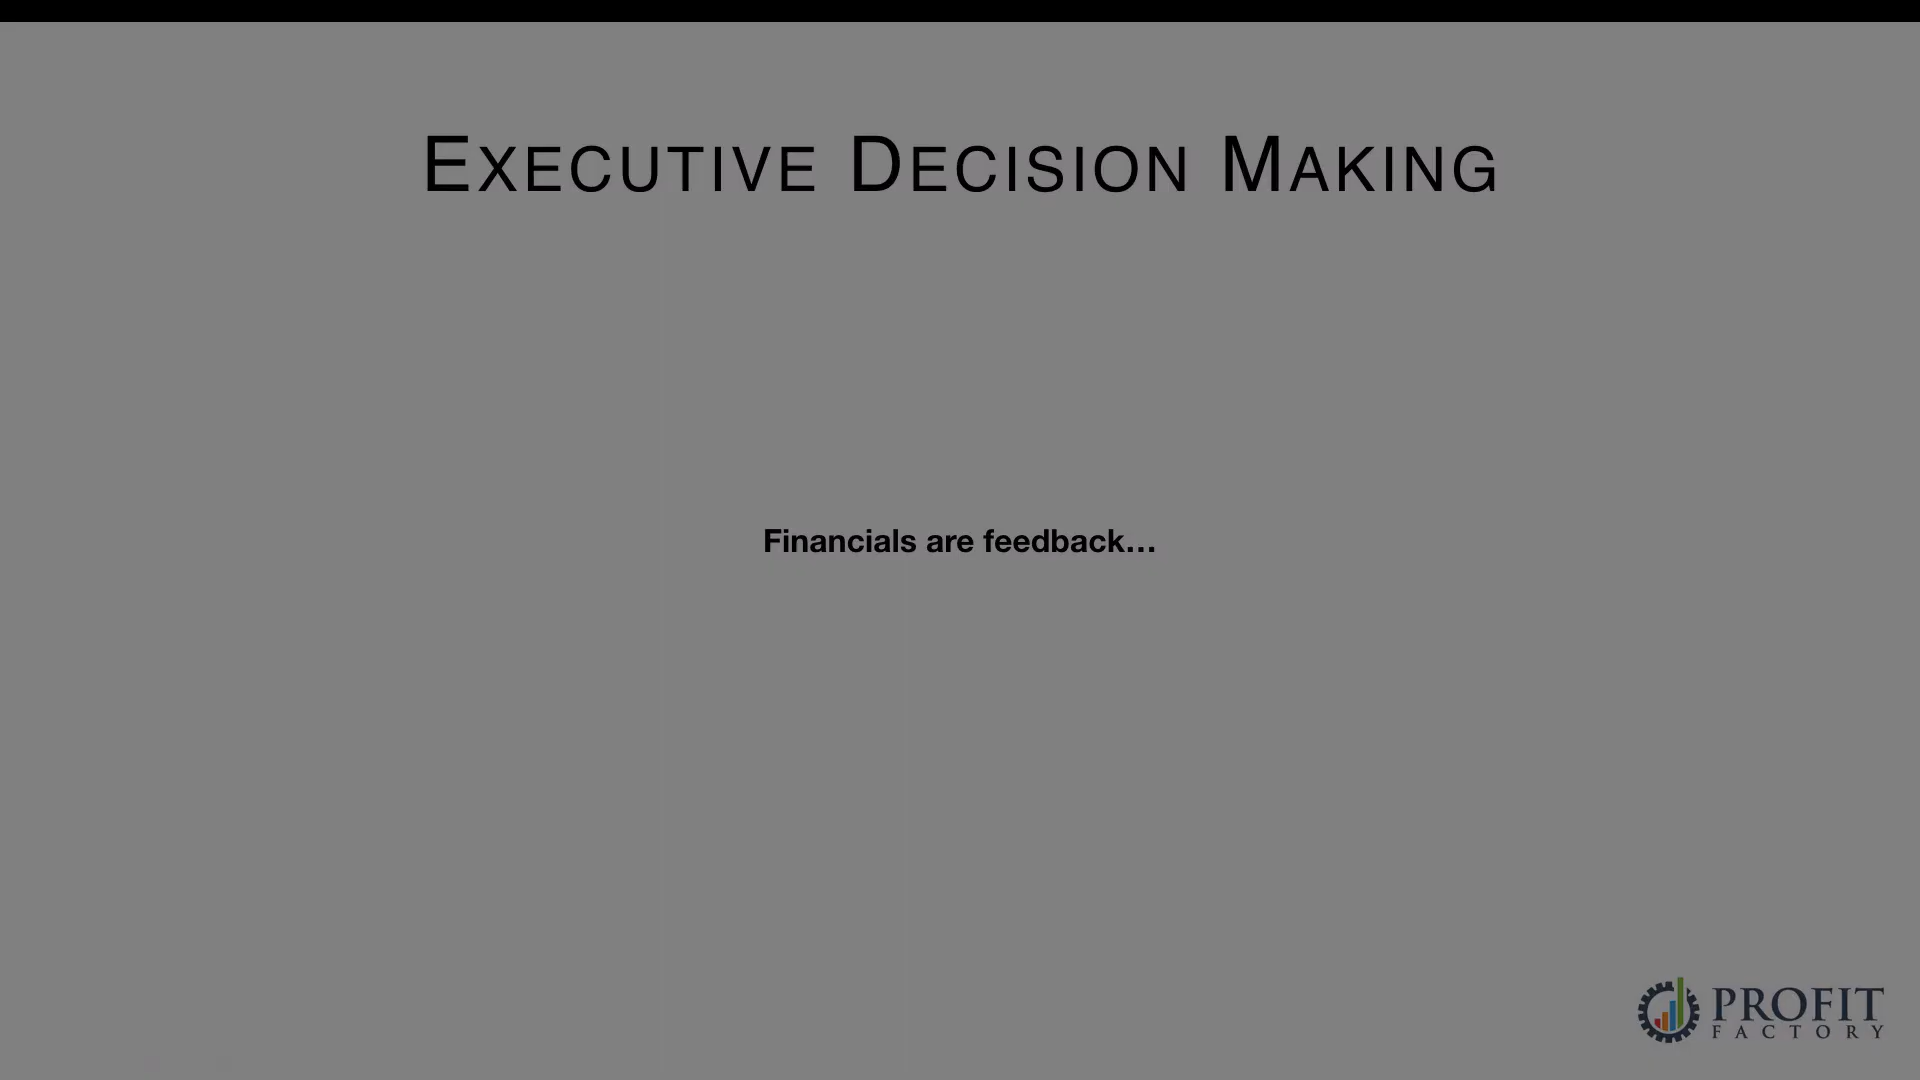 EXECUTIVE DECISION MAKING
Financials are feedback…
PROFIT
FACTORY